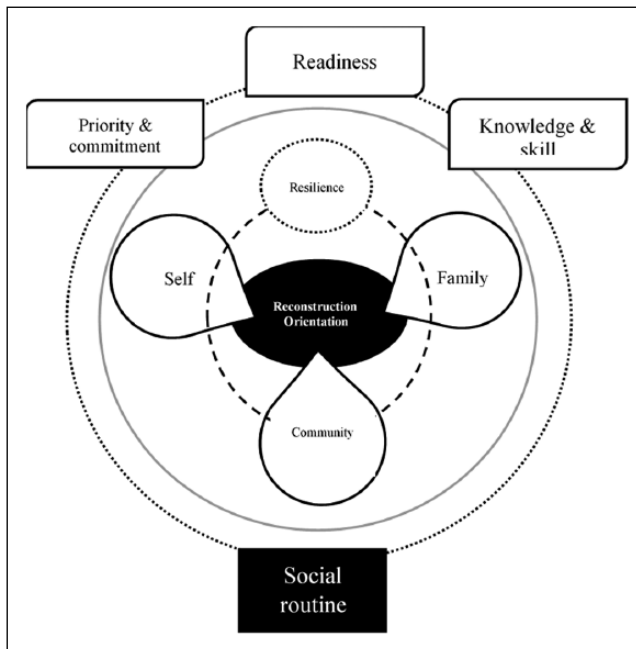 Readiness
Priority &
commitment
Knowledge &
skill
Resilience
Self
Family
Reconstruction
Orientation
Community
Social
routine